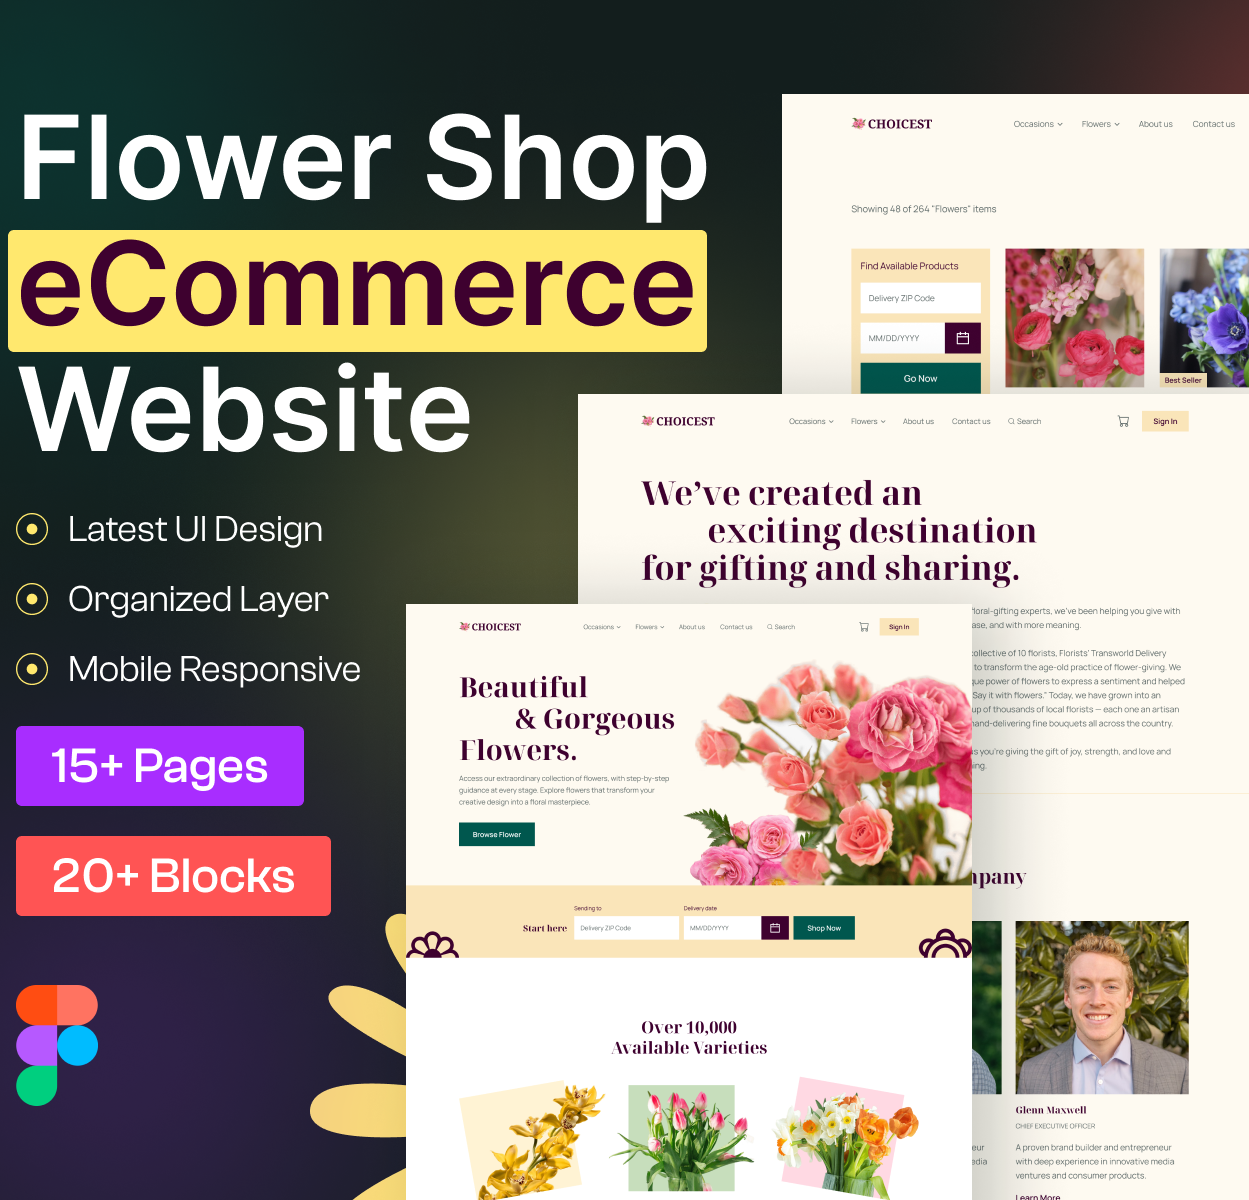 Flower Shop
eCommerce
Website
Latest UI Design
Organized Layer
Mobile Responsive
15+ Pages
20+ Blocks
CHOICEST
Occasions
Flowers
About us
Contact us
Showing 48 of 264 "Flowers" items
Find Available Products
Delivery ZIP Code
MM/DD/YYYY
Go Now
Best Seller
CHOICEST
Occasions
Flowers
About us
Contact us
Search
Sign In
We've created an
exciting destination
for gifting and sharing.
floral-gifting experts, we've been helping you give with
ease, and with more meaning.
collective of 10 florists, Florists' Transworld Delivery
to transform the age-old practice of flower-giving. We
power of flowers to express a sentiment and helped
"Say it with flowers." Today, we have grown into an
of thousands of local florists — each one an artisan
hand-delivering fine bouquets all across the country.
you're giving the gift of joy, strength, and love and
Glenn Maxwell
CHIEF EXECUTIVE OFFICER
A proven brand builder and entrepreneur
with deep experience in innovative media
ventures and consumer products.
Learn More
CHOICEST
Occasions
Flowers
About us
Contact us
Search
Sign In
Beautiful
& Gorgeous
Flowers.
Access our extraordinary collection of flowers, with step-by-step
guidance at every stage. Explore flowers that transform your
creative design into a floral masterpiece.
Browse Flower
Start here
Sending to
Delivery ZIP Code
Delivery date
MM/DD/YYYY
Shop Now
Over 10,000
Available Varieties